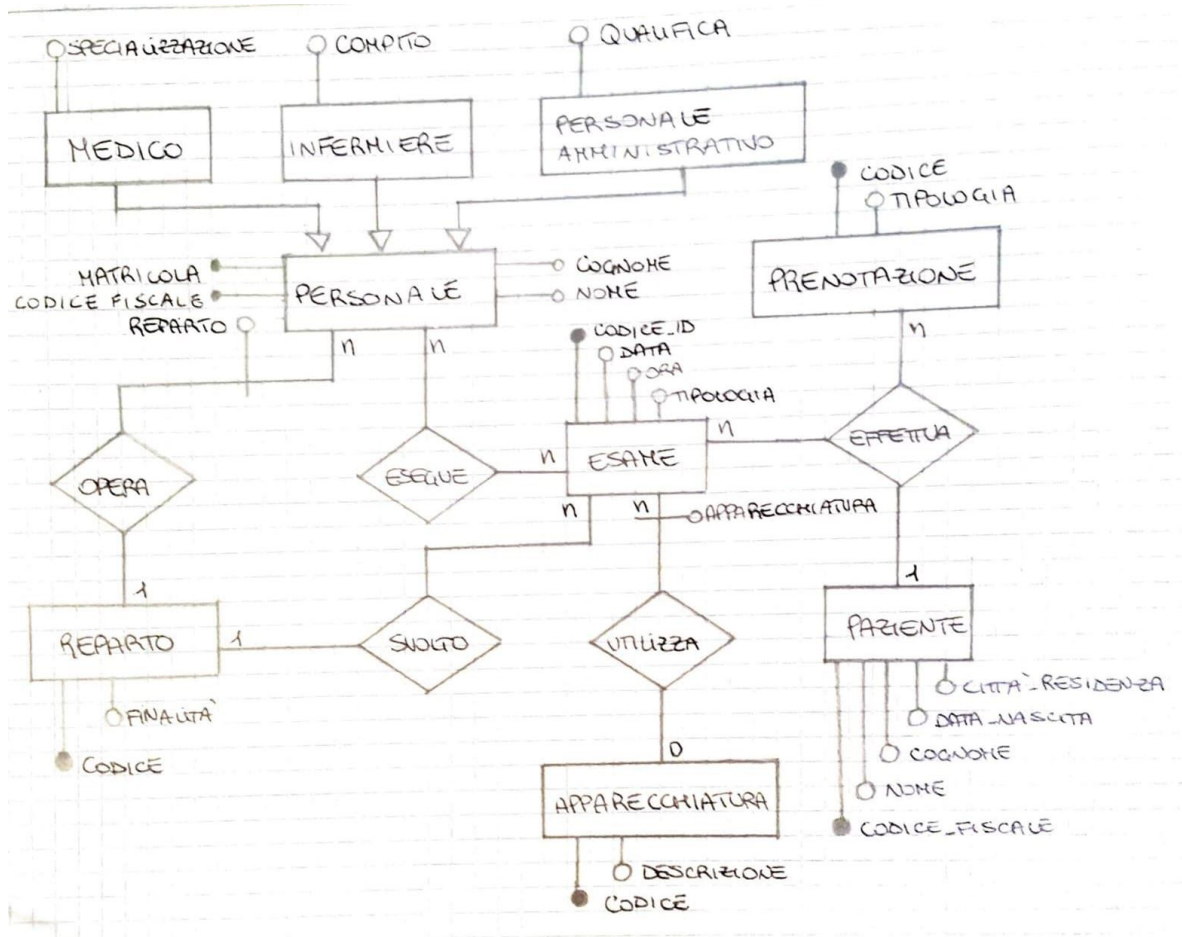 SPECIALIZZAZIONE
COMPITO
QUALIFICA
MEDICO
INFERMIERE
PERSONALE
AMMINISTRATIVO
CODICE
TIPOLOGIA
PRENOTAZIONE
MATRICOLA
CODICE FISCALE
REPARTO
PERSONALE
COGNOME
NOME
n
n
n
CODICE_ID
DATA
ORA
TIPOLOGIA
ESAME
n
EFFETTUA
OPERA
ESEGUE
n
n
n
APPARECCHIATURA
1
1
REPARTO
1
SVOLTO
UTILIZZA
PAZIENTE
FINALITÀ
CODICE
CITTÀ_RESIDENZA
DATA_NASCITA
COGNOME
NOME
CODICE_FISCALE
0
APPARECCHIATURA
DESCRIZIONE
CODICE